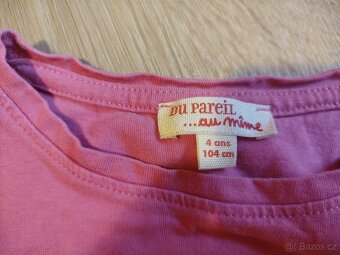 DU PAREIL
...au même
4 ans
104 cm
Bazos.cz